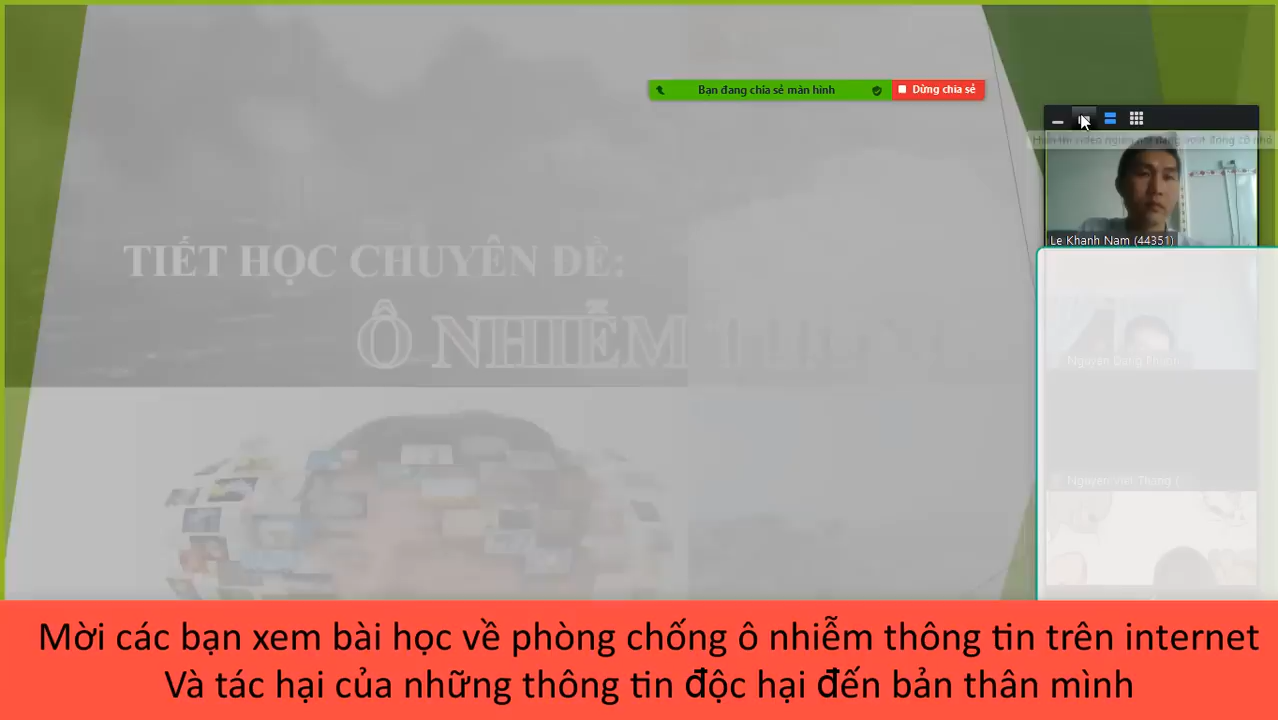 Bạn đang chia sẻ màn hình
Dừng chia sẻ
Le Khanh Nam (44351)
TIẾT HỌC CHUYÊN ĐỀ:
Ô NHIỄM
Mời các bạn xem bài học về phòng chống ô nhiễm thông tin trên internet
Và tác hại của những thông tin độc hại đến bản thân mình